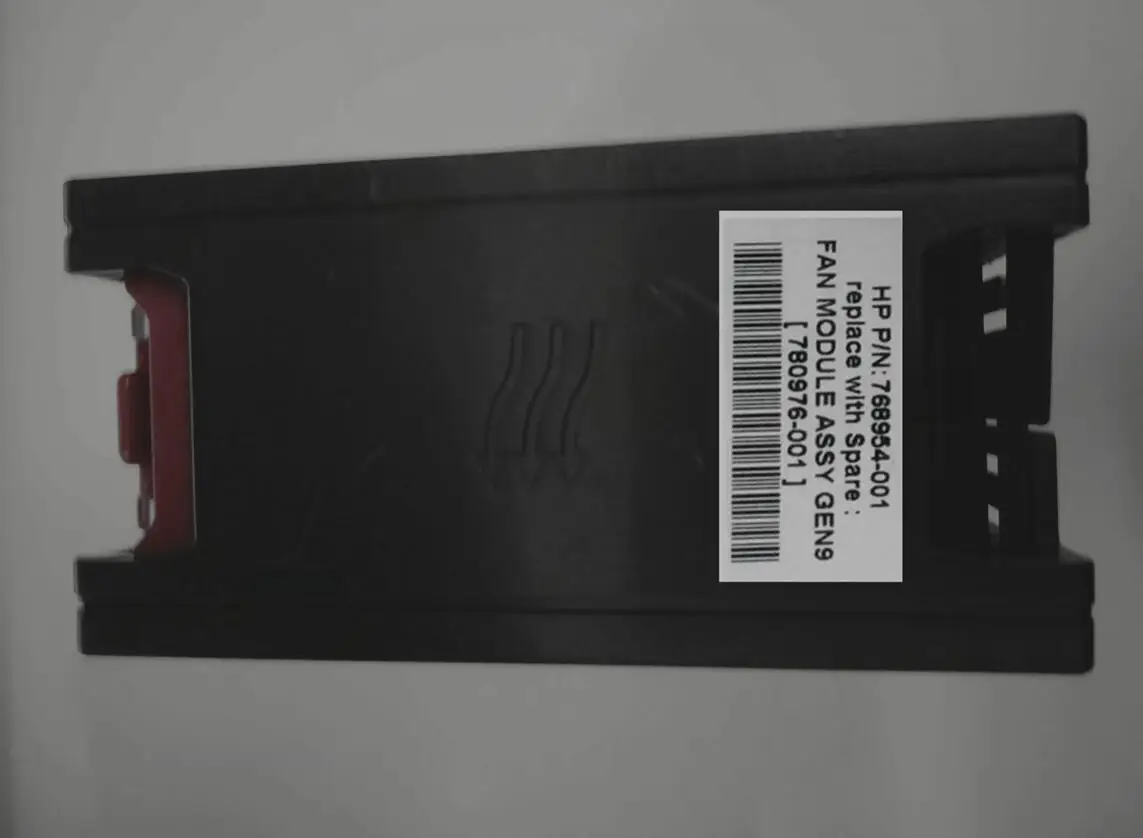 HP P/N:768954-001
replace with Spare :
FAN MODULE ASSY GEN9
[ 780976-001 ]